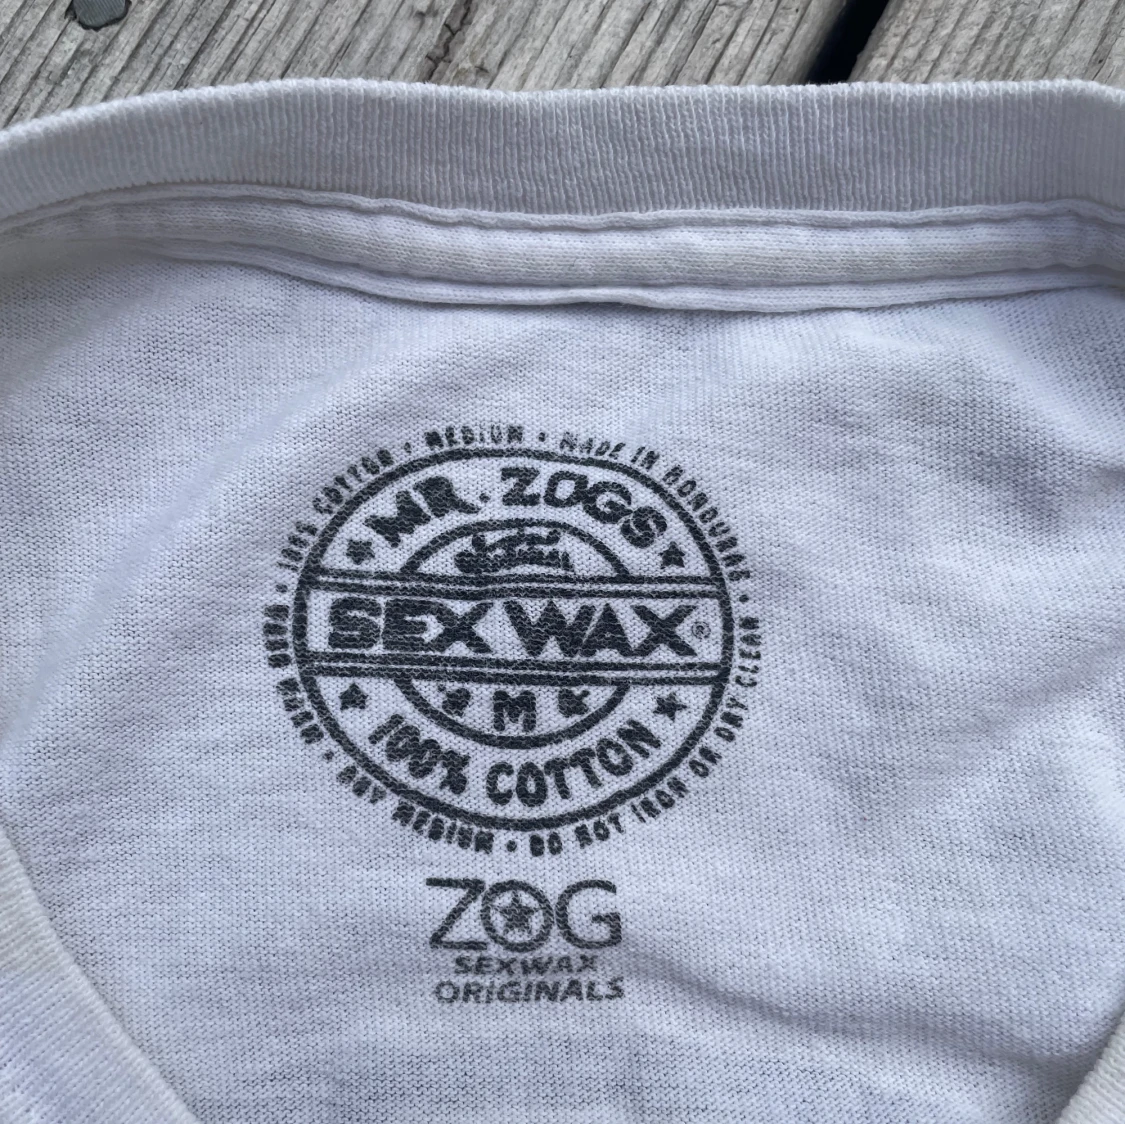 100% COTTON • MEDIUM • MADE IN HONDURAS • 
WARM WASH • DRY MEDIUM • DO NOT IRON OR DRY CLEAN •
MR. ZOGS
SEX WAX®
M
100% COTTON
ZOG
SEXWAX
ORIGINALS